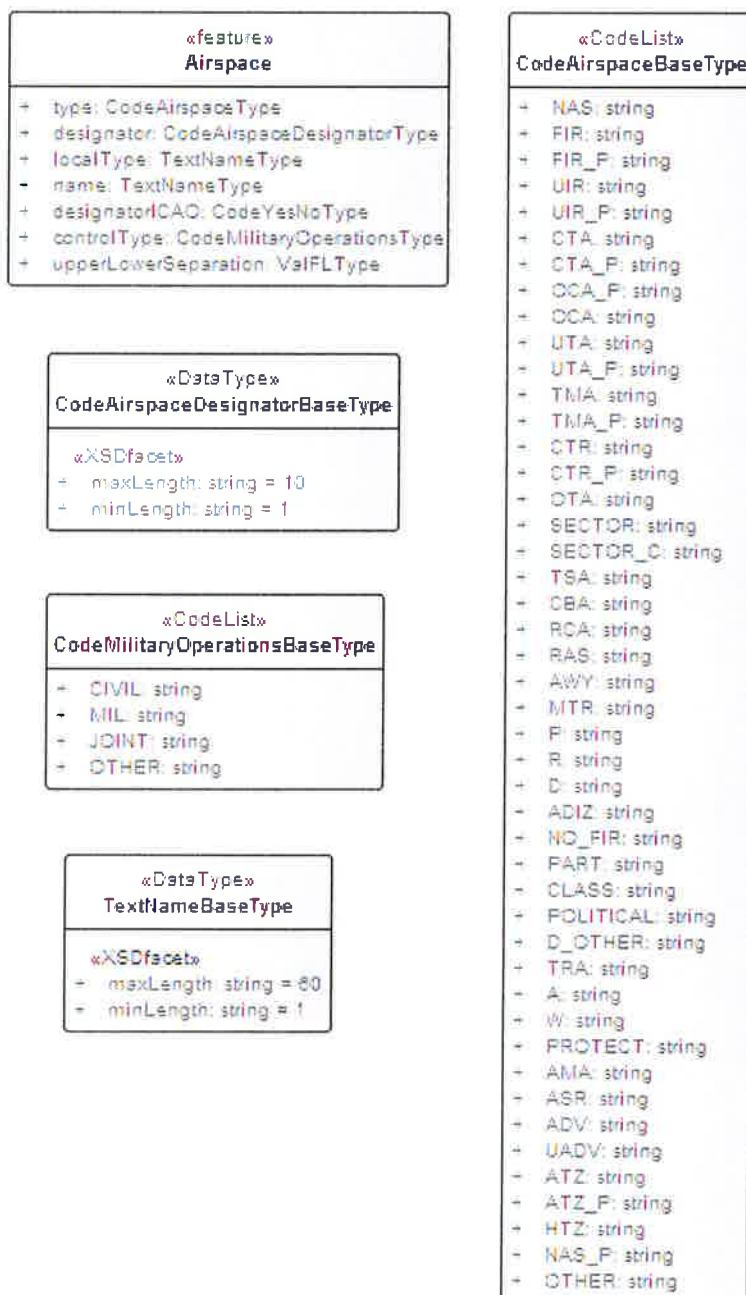 «feature»
Airspace
+ type: CodeAirspaceType
+ designator: CodeAirspaceDesignatorType
+ localType: TextNameType
+ name: TextNameType
+ designatorICAO: CodeYesNoType
+ controlType: CodeMilitaryOperationsType
+ upperLowerSeparation: ValFLType
«DataType»
CodeAirspaceDesignatorBaseType
«XSDfacet»
+ maxLength: string = 10
+ minLength: string = 1
«CodeList»
CodeMilitaryOperationsBaseType
+ CIVIL: string
+ MIL: string
+ JOINT: string
+ OTHER: string
«DataType»
TextNameBaseType
«XSDfacet»
+ maxLength: string = 60
+ minLength: string = 1
«CodeList»
CodeAirspaceBaseType
+ NAS: string
+ FIR: string
+ FIR_P: string
+ UIR: string
+ UIR_P: string
+ CTA: string
+ CTA_P: string
+ OCA_P: string
+ OCA: string
+ UTA: string
+ UTA_P: string
+ TMA: string
+ TMA_P: string
+ CTR: string
+ CTR_P: string
+ OTA: string
+ SECTOR: string
+ SECTOR_C: string
+ TSA: string
+ CBA: string
+ RCA: string
+ RAS: string
+ AWY: string
+ MTR: string
+ P: string
+ R: string
+ D: string
+ ADIZ: string
+ NO_FIR: string
+ PART: string
+ CLASS: string
+ POLITICAL: string
+ D_OTHER: string
+ TRA: string
+ A: string
+ W: string
+ PROTECT: string
+ AMA: string
+ ASR: string
+ ADV: string
+ UADV: string
+ ATZ: string
+ ATZ_P: string
+ HTZ: string
+ NAS_P: string
+ OTHER: string